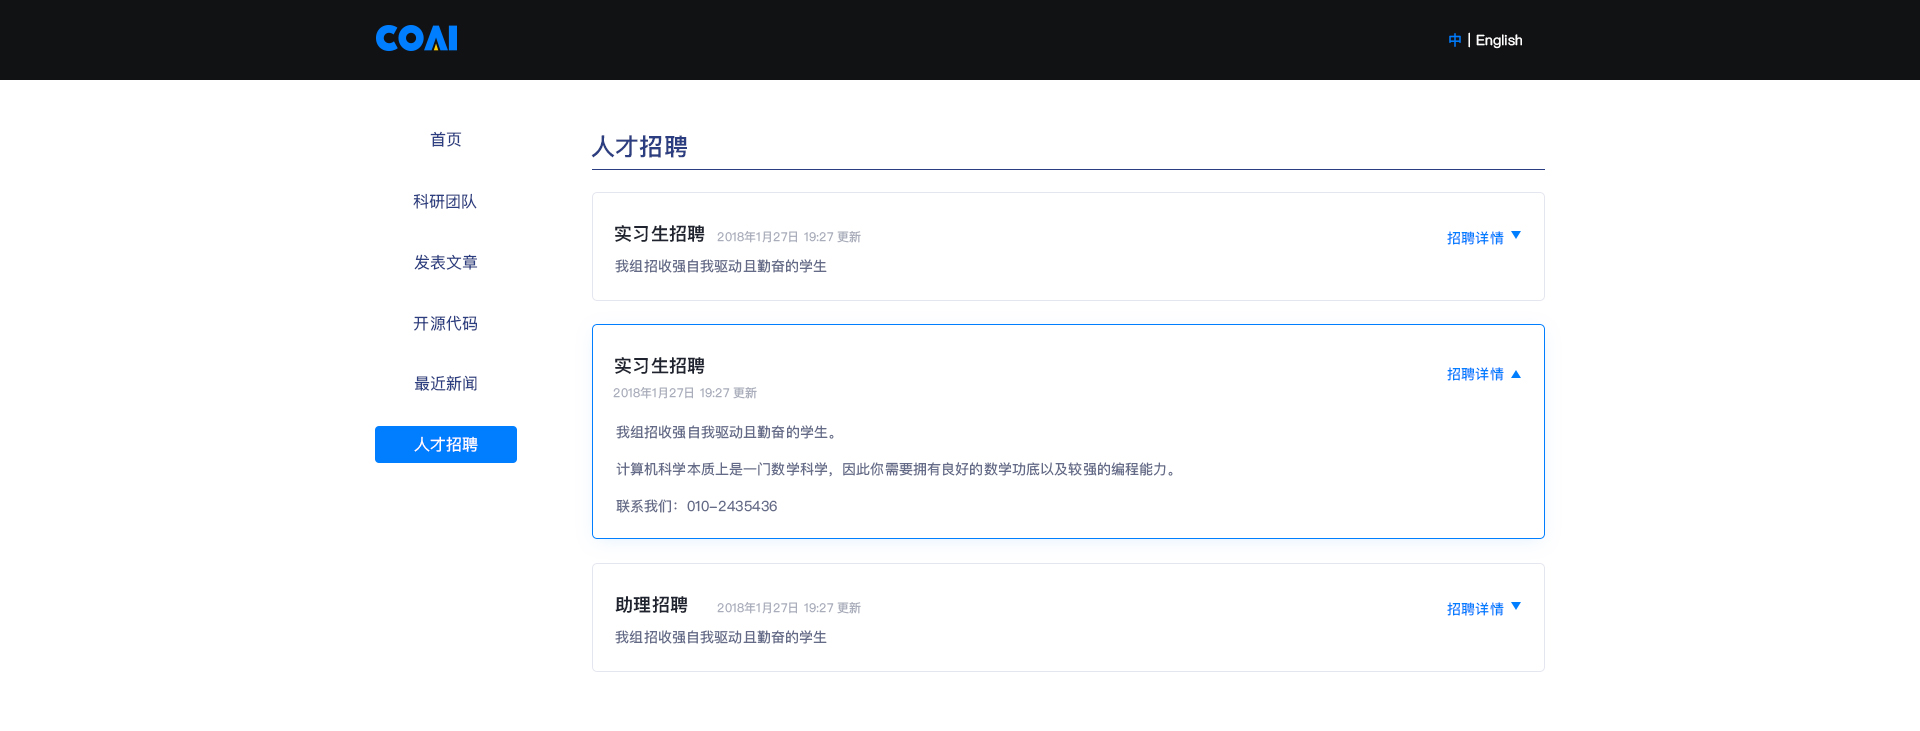 COAI
中 | English
首页
科研团队
发表文章
开源代码
最近新闻
人才招聘
人才招聘
实习生招聘 2018年1月27日 19:27 更新
招聘详情
我组招收强自我驱动且勤奋的学生
实习生招聘
招聘详情
2018年1月27日 19:27 更新
我组招收强自我驱动且勤奋的学生。
计算机科学本质上是一门数学科学，因此你需要拥有良好的数学功底以及较强的编程能力。
联系我们：010-2435436
助理招聘 2018年1月27日 19:27 更新
招聘详情
我组招收强自我驱动且勤奋的学生